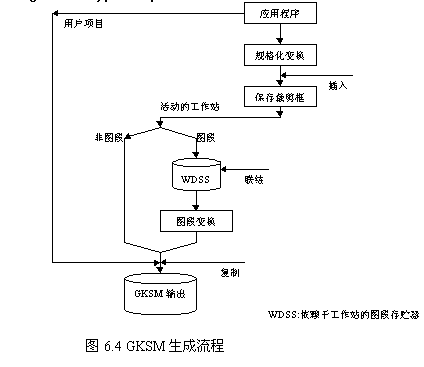 应用程序
用户项目
规格化变换
插入
保存裁剪框
活动的工作站
非图段
图段
WDSS
联结
图段变换
复制
GKSM 输出
WDSS:依赖于工作站的图段存贮器
图 6.4 GKSM 生成流程